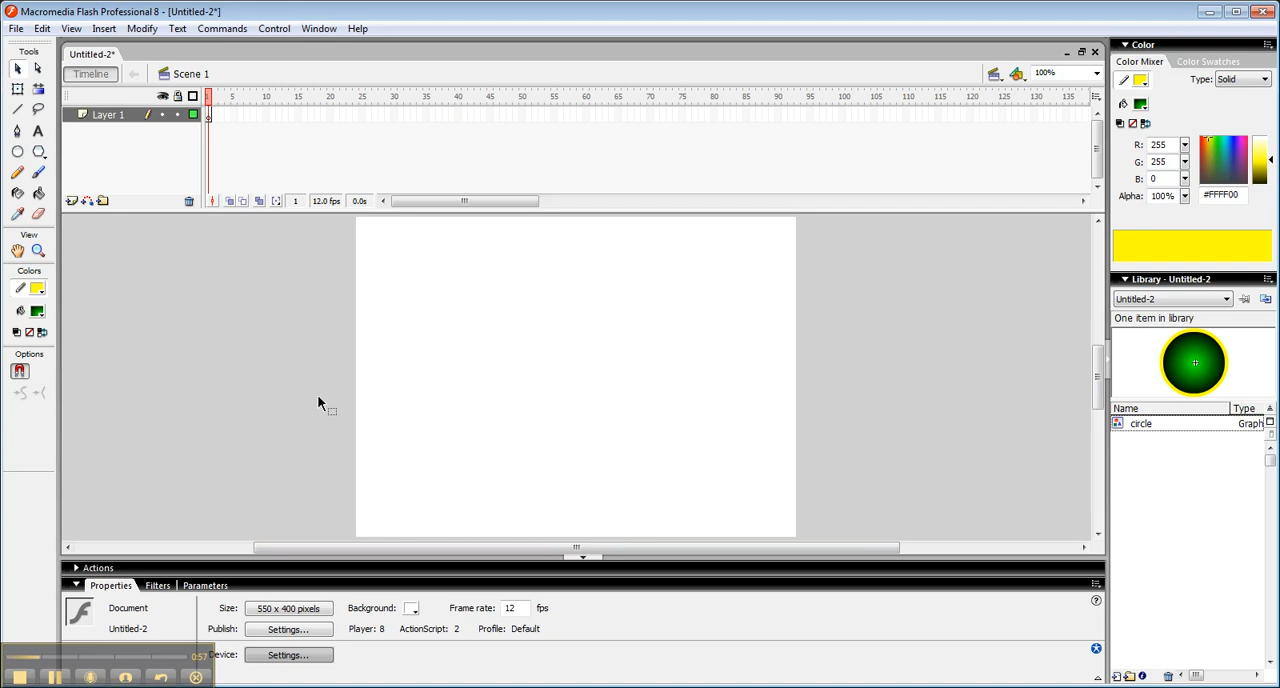 Macromedia Flash Professional 8 - [Untitled-2*]
File Edit View Insert Modify Text Commands Control Window Help
Tools
View
Colors
Options
Untitled-2*
Timeline Scene 1 100%
1 5 10 15 20 25 30 35 40 45 50 55 60 65 70 75 80 85 90 95 100 105 110 115 120 125 130 135
Layer 1
1 12.0 fps 0.0s
Color
Color Mixer Color Swatches
Type: Solid
R: 255
G: 255
B: 0
Alpha: 100% #FFFF00
Library - Untitled-2
Untitled-2
One item in library
Name Type
circle Graph
Actions
Properties Filters Parameters
Document Size: 550 x 400 pixels Background: Frame rate: 12 fps
Untitled-2 Publish: Settings... Player: 8 ActionScript: 2 Profile: Default
0:57 Device: Settings...